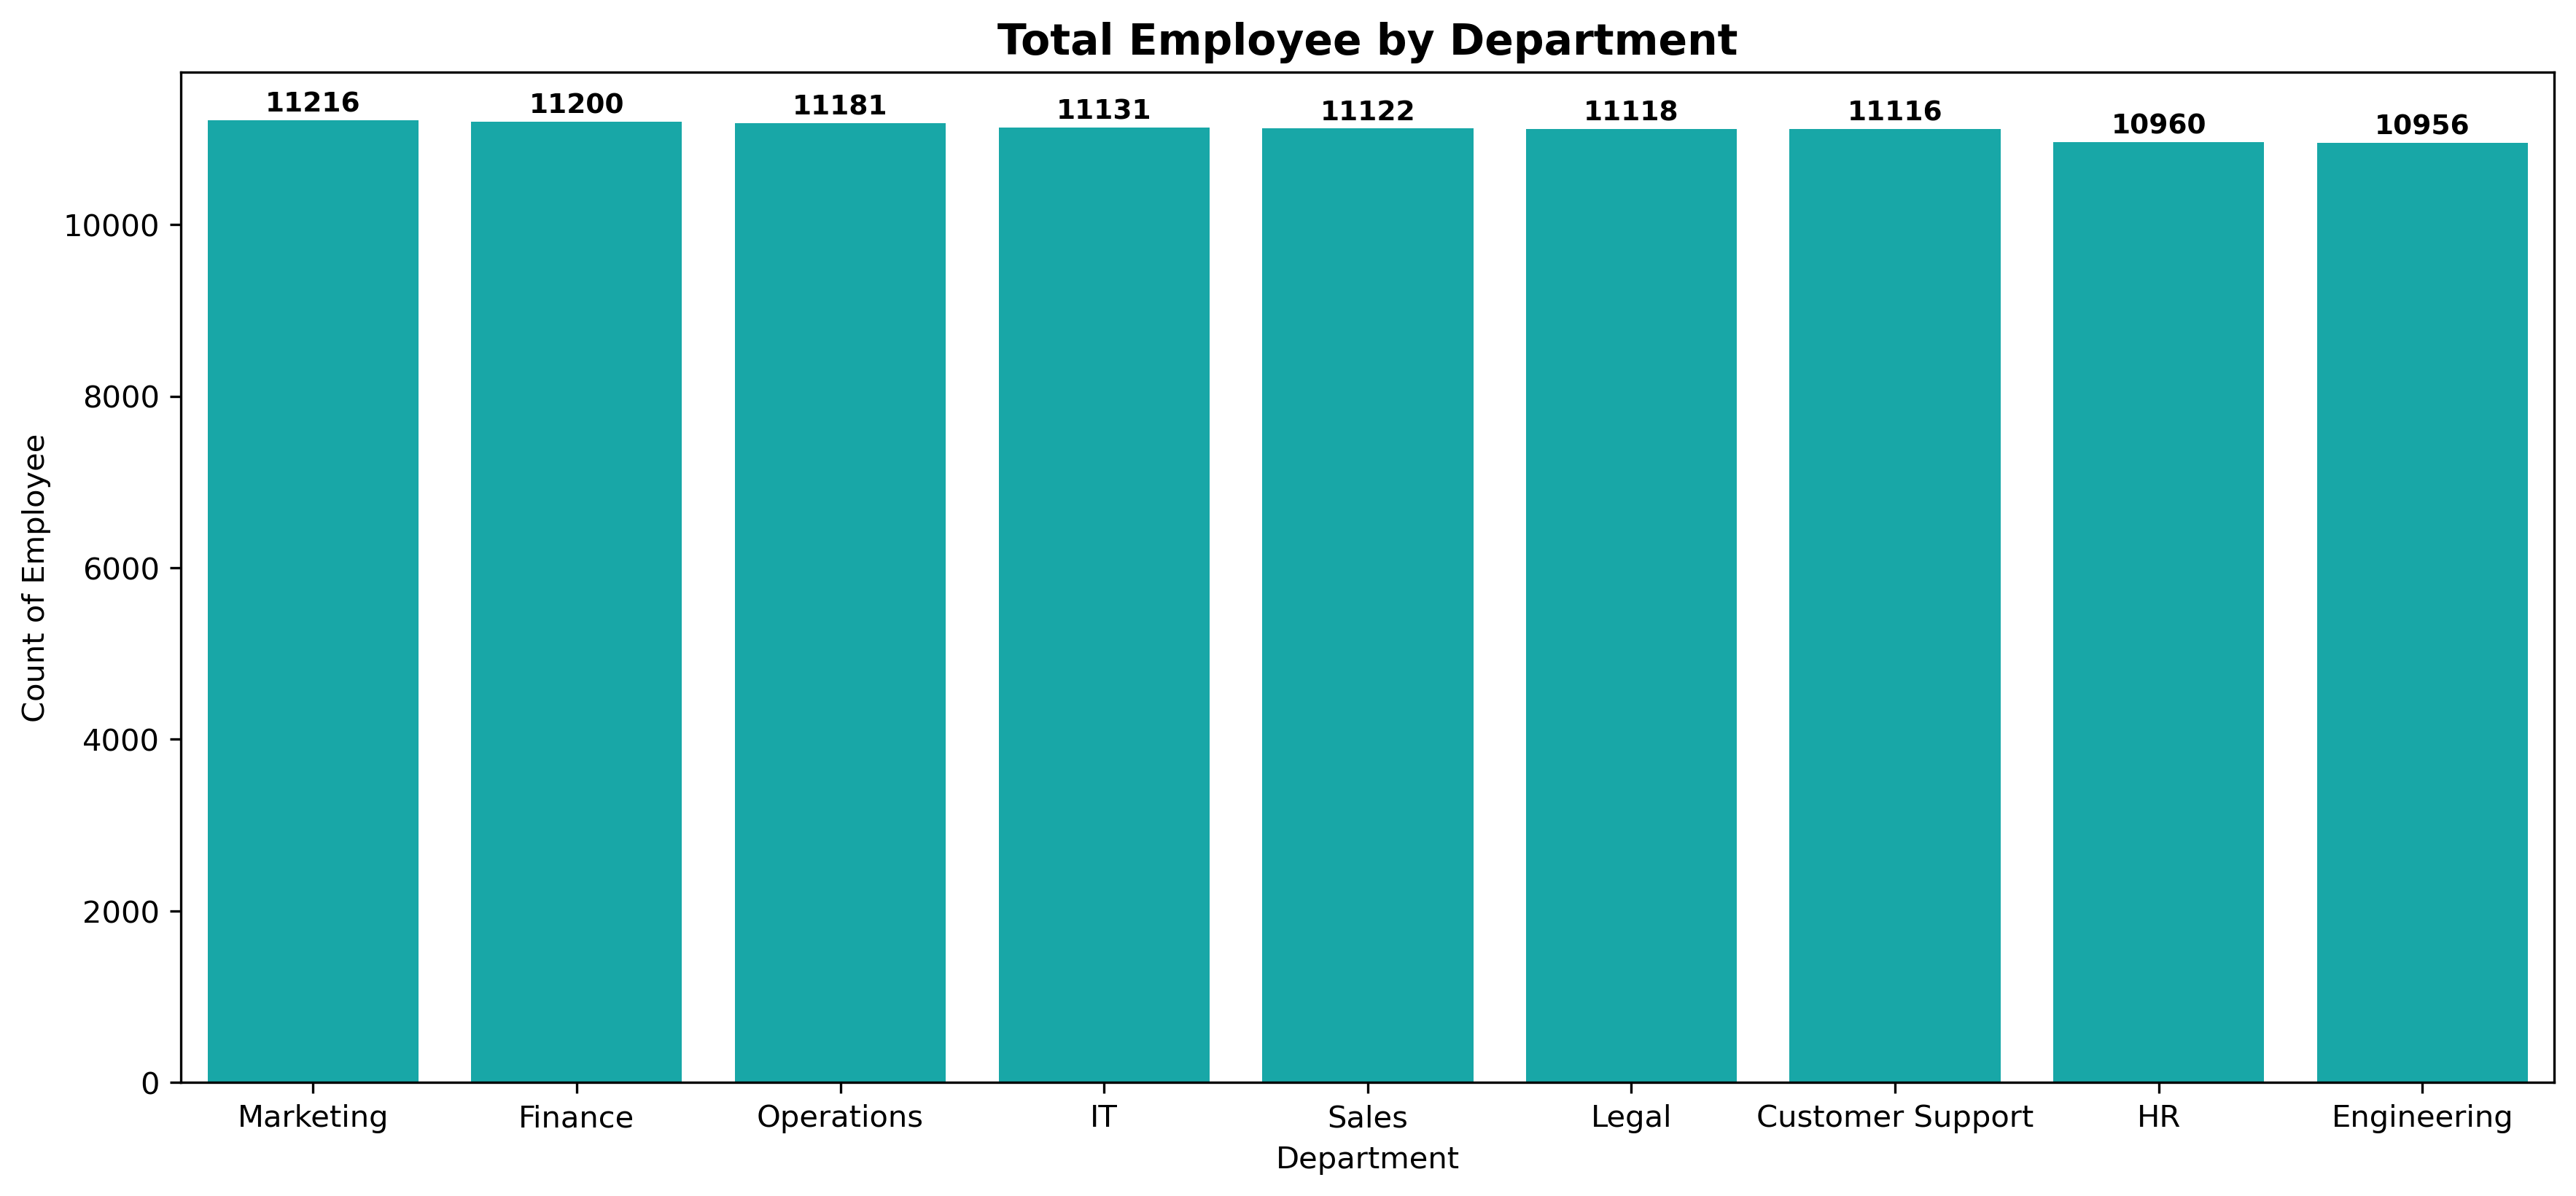 Total Employee by Department
11216 11200 11181 11131 11122 11118 11116 10960 10956
10000
8000
6000
4000
2000
0
Count of Employee
Marketing Finance Operations IT Sales Legal Customer Support HR Engineering
Department